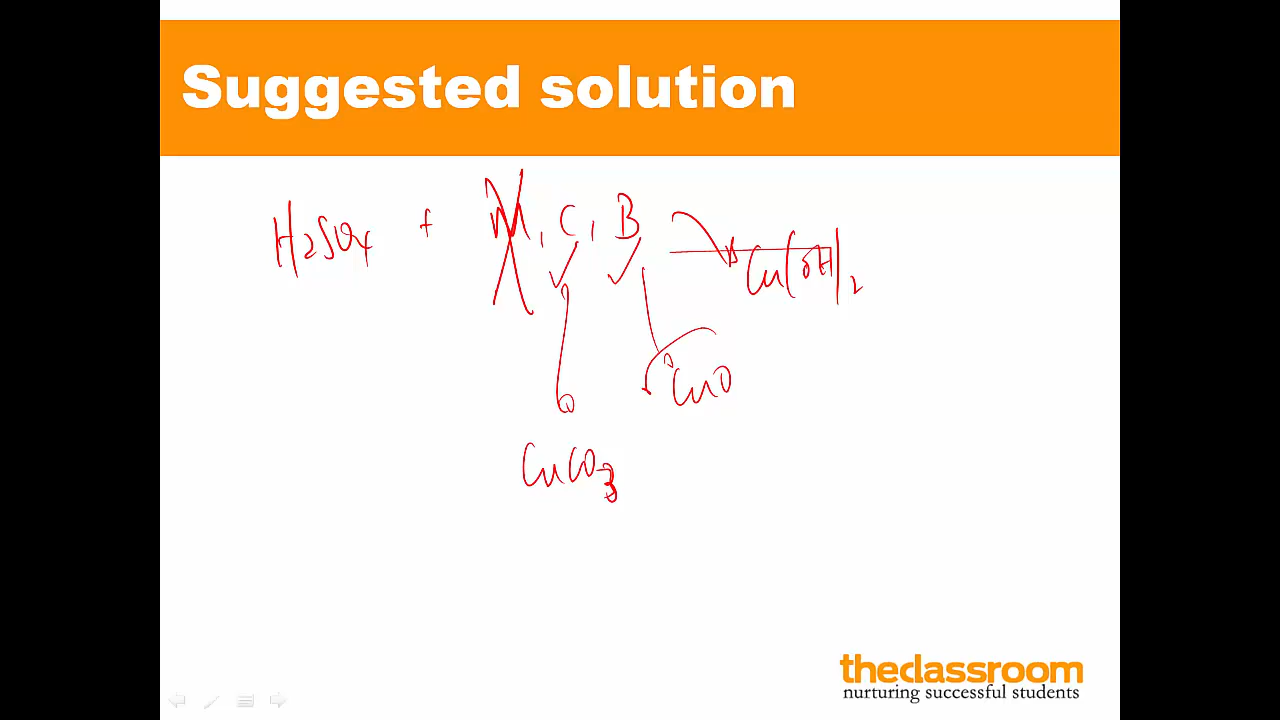 Suggested solution
H2SO4 + M, C, B
Cu(OH)2
CuO
CuCO3
theclassroom
nurturing successful students